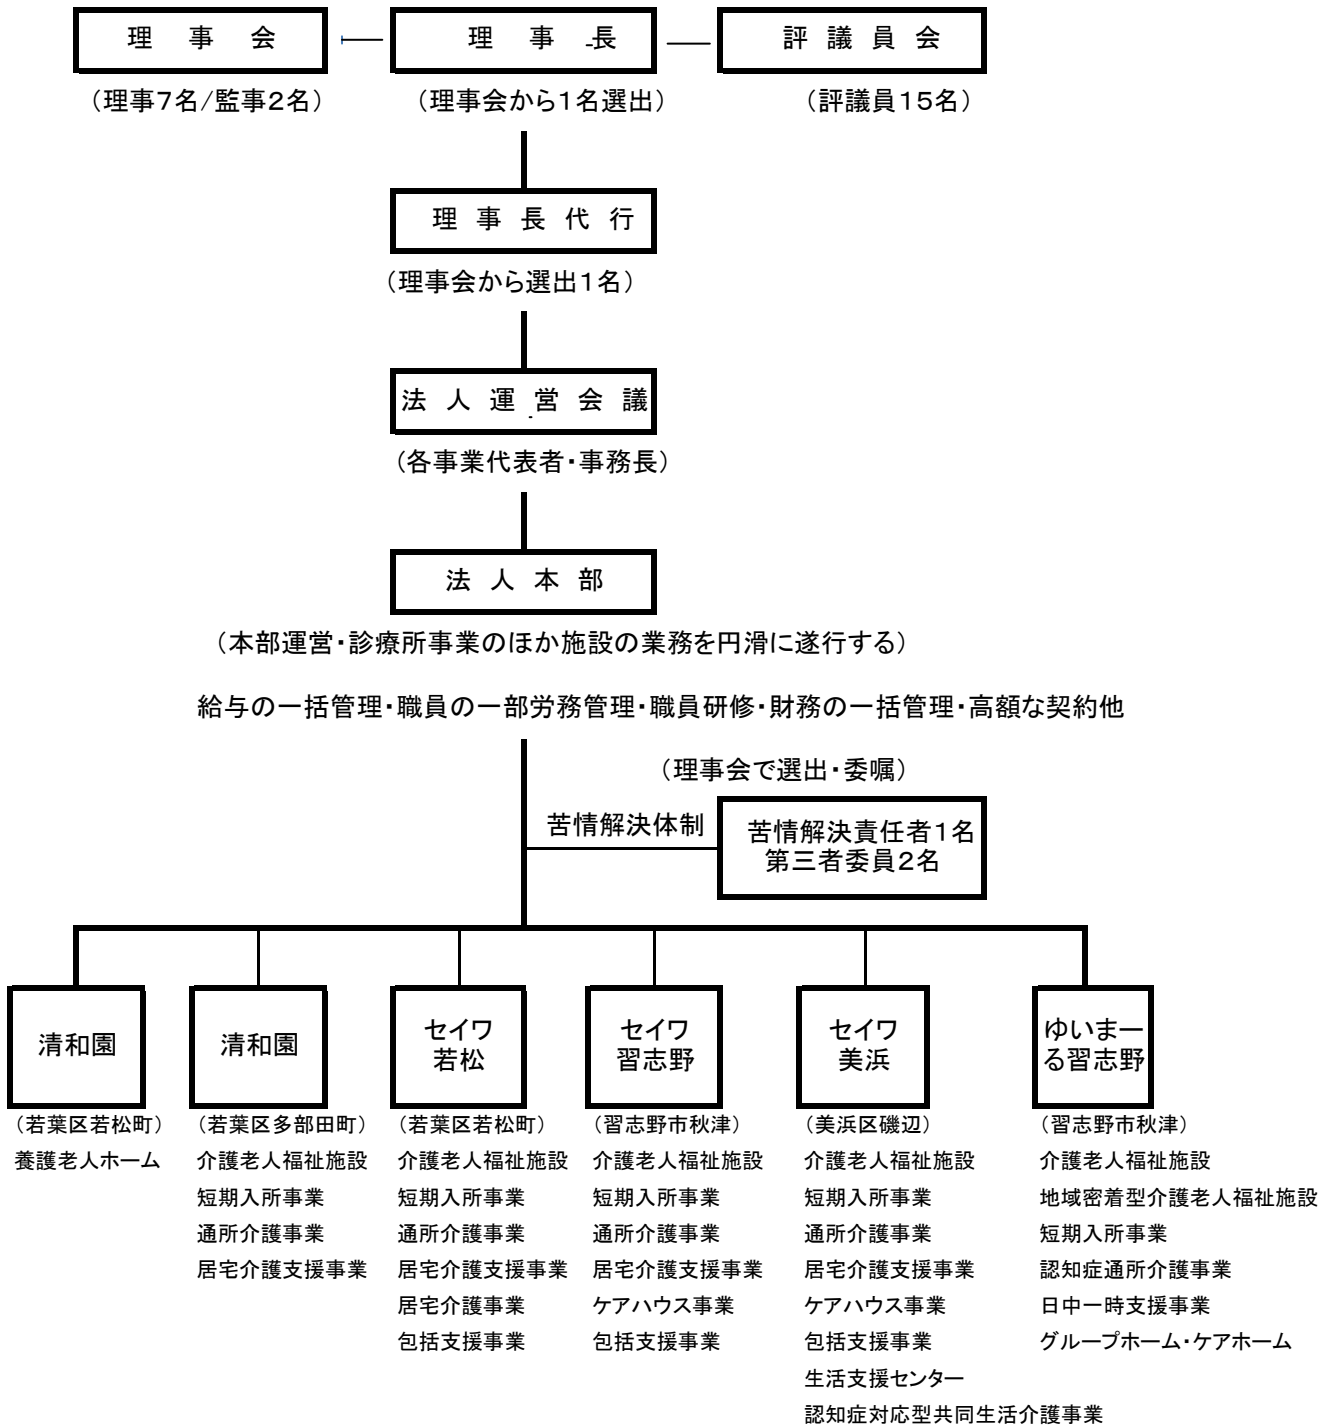 理事会
理事長
評議員会
（理事７名/監事２名）
（理事会から１名選出）
（評議員１５名）
理事長代行
（理事会から選出１名）
法人運営会議
（各事業代表者・事務長）
法人本部
（本部運営・診療所事業のほか施設の業務を円滑に遂行する）
給与の一括管理・職員の一部労務管理・職員研修・財務の一括管理・高額な契約他
（理事会で選出・委嘱）
苦情解決体制
苦情解決責任者１名
第三者委員２名
清和園
（若葉区若松町）
養護老人ホーム
清和園
（若葉区多部田町）
介護老人福祉施設
短期入所事業
通所介護事業
居宅介護支援事業
セイワ
若松
（若葉区若松町）
介護老人福祉施設
短期入所事業
通所介護事業
居宅介護支援事業
居宅介護事業
包括支援事業
セイワ
習志野
（習志野市秋津）
介護老人福祉施設
短期入所事業
通所介護事業
居宅介護支援事業
ケアハウス事業
包括支援事業
セイワ
美浜
（美浜区磯辺）
介護老人福祉施設
短期入所事業
通所介護事業
居宅介護支援事業
ケアハウス事業
包括支援事業
生活支援センター
認知症対応型共同生活介護事業
ゆいまー
る習志野
（習志野市秋津）
介護老人福祉施設
地域密着型介護老人福祉施設
短期入所事業
認知症通所介護事業
日中一時支援事業
グループホーム・ケアホーム